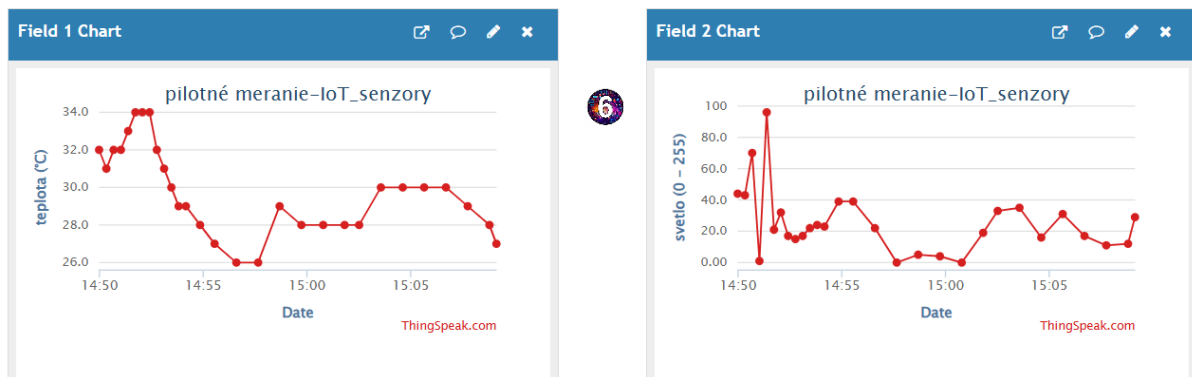 Field 1 Chart
pilotné meranie-IoT_senzory
teplota (°C)
34.0
32.0
30.0
28.0
26.0
14:50
14:55
15:00
15:05
Date
ThingSpeak.com
6
Field 2 Chart
pilotné meranie-IoT_senzory
svetlo (0 - 255)
100
80.0
60.0
40.0
20.0
0.00
14:50
14:55
15:00
15:05
Date
ThingSpeak.com